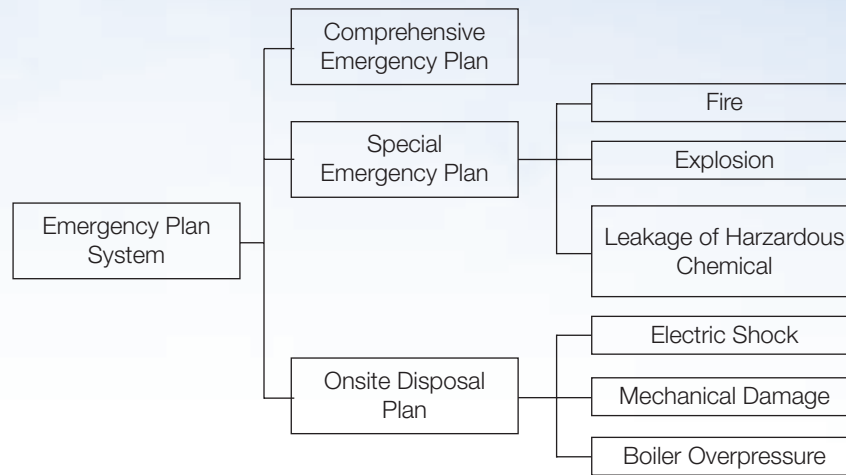 Comprehensive
Emergency Plan
Fire
Special
Emergency Plan
Explosion
Emergency Plan
System
Leakage of Harzardous
Chemical
Electric Shock
Onsite Disposal
Plan
Mechanical Damage
Boiler Overpressure